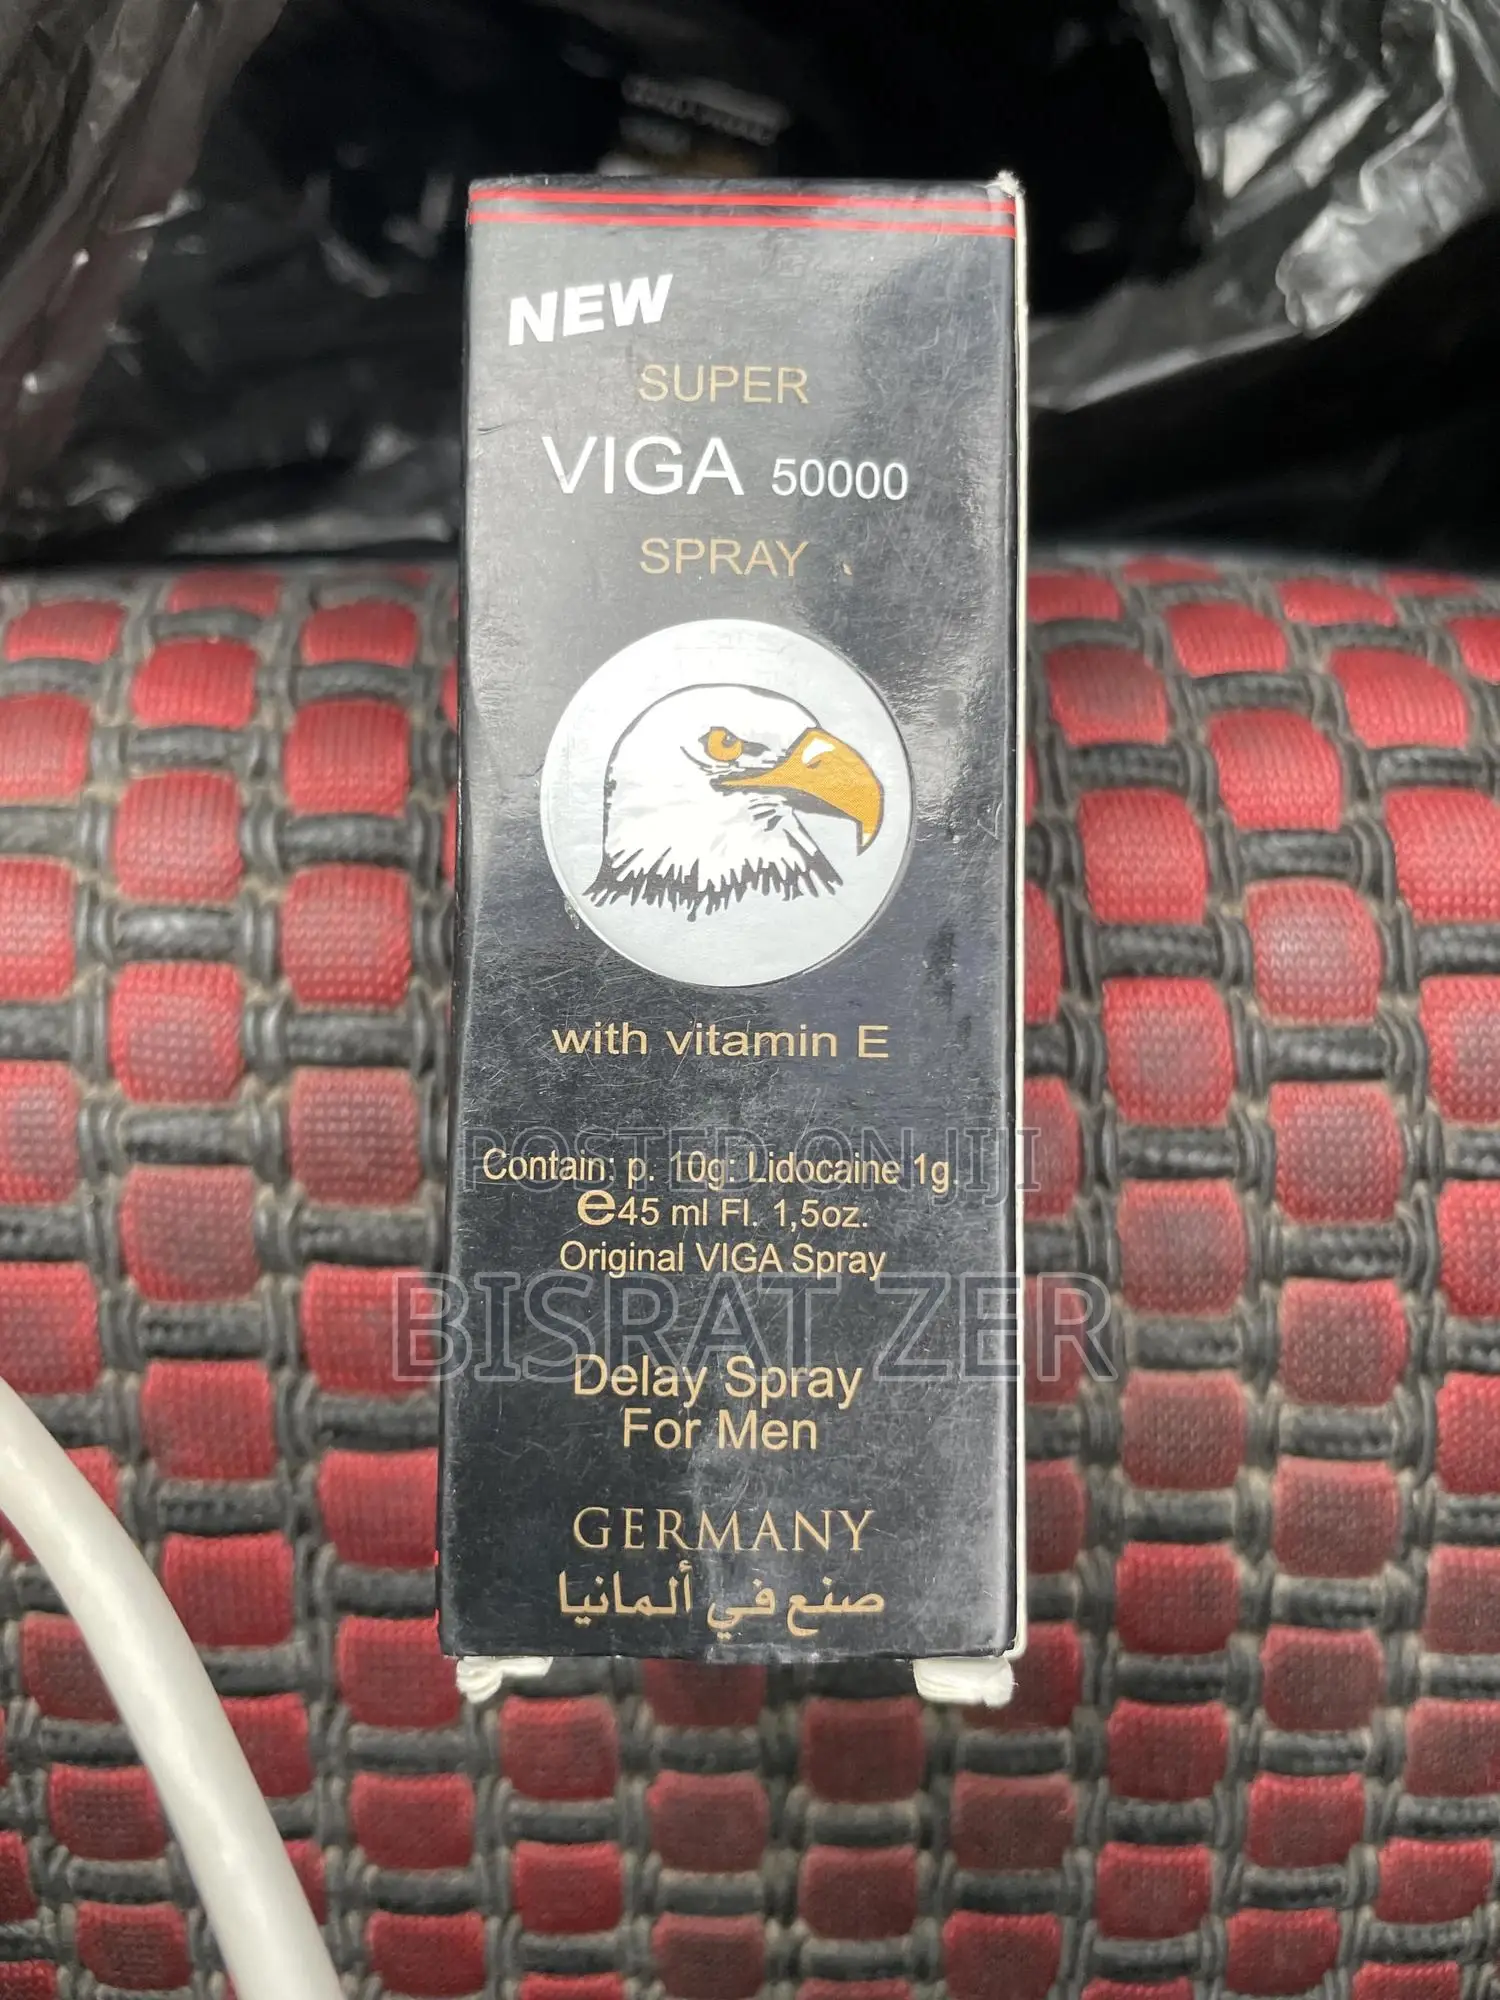 NEW
SUPER
VIGA 50000
SPRAY
with vitamin E
POSTED ON JIJI
Contain: p. 10g: Lidocaine 1g.
e45 ml Fl. 1,5oz.
Original VIGA Spray
BISRAT ZER
Delay Spray
For Men
GERMANY
صنع في ألمانيا